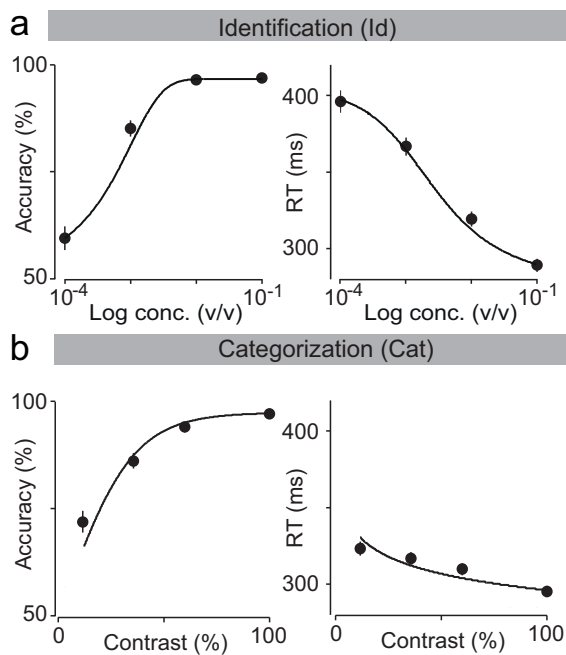 a
Identification (Id)
100
50
Accuracy (%)
10-4
10-1
Log conc. (v/v)
400
300
RT (ms)
10-4
10-1
Log conc. (v/v)
b
Categorization (Cat)
100
50
Accuracy (%)
0
100
Contrast (%)
400
300
RT (ms)
0
100
Contrast (%)